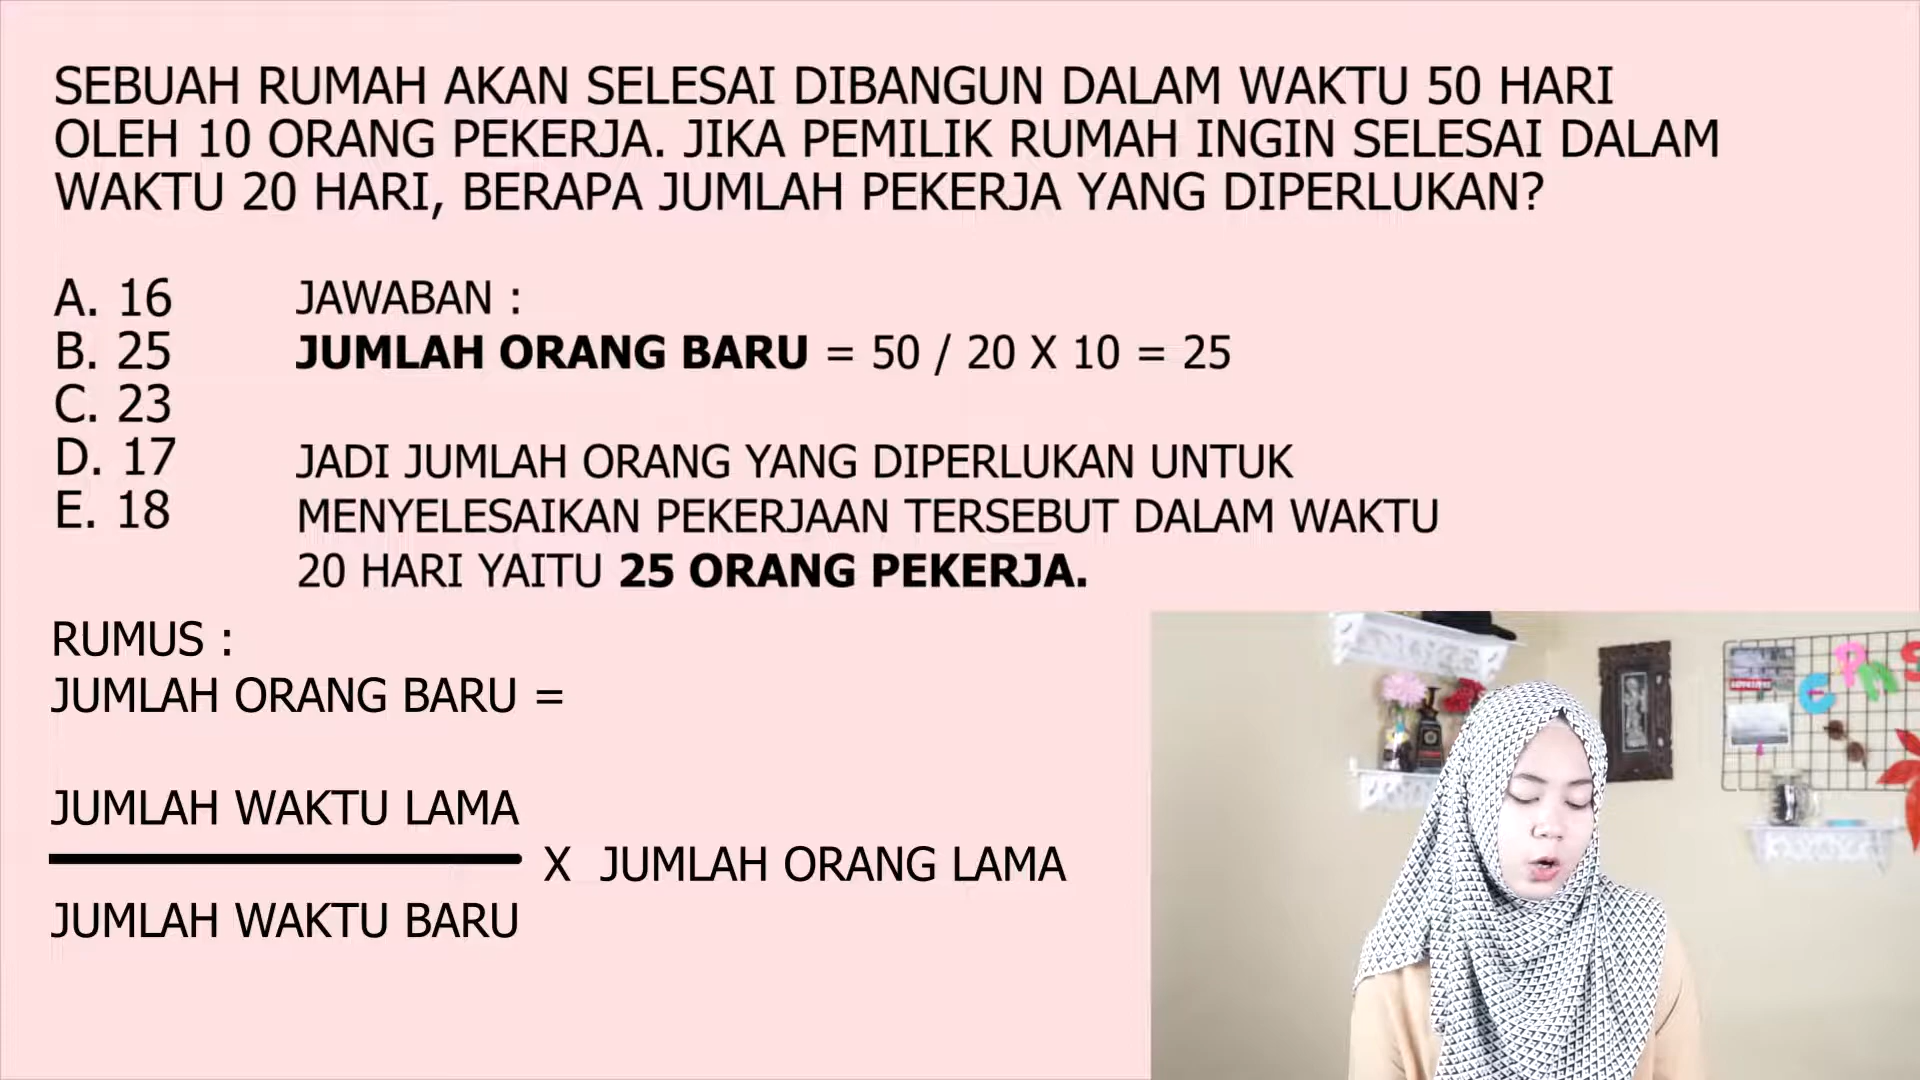 SEBUAH RUMAH AKAN SELESAI DIBANGUN DALAM WAKTU 50 HARI
OLEH 10 ORANG PEKERJA. JIKA PEMILIK RUMAH INGIN SELESAI DALAM
WAKTU 20 HARI, BERAPA JUMLAH PEKERJA YANG DIPERLUKAN?
A. 16
B. 25
C. 23
D. 17
E. 18
JAWABAN :
JUMLAH ORANG BARU = 50 / 20 X 10 = 25
JADI JUMLAH ORANG YANG DIPERLUKAN UNTUK
MENYELESAIKAN PEKERJAAN TERSEBUT DALAM WAKTU
20 HARI YAITU 25 ORANG PEKERJA.
RUMUS :
JUMLAH ORANG BARU =
JUMLAH WAKTU LAMA
X JUMLAH ORANG LAMA
JUMLAH WAKTU BARU
CPNS